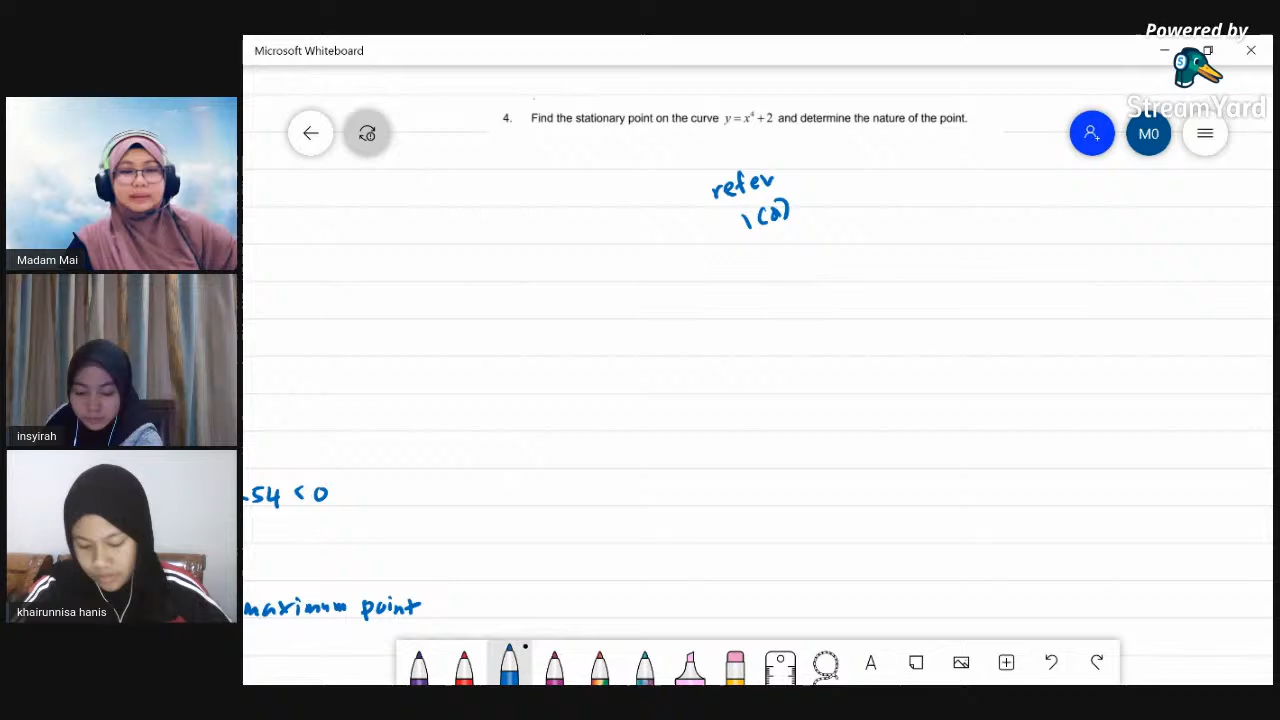 Powered by
StreamYard
Microsoft Whiteboard
4. Find the stationary point on the curve y = x⁴ + 2 and determine the nature of the point.
MO
refer
1(a)
Madam Mai
insyirah
54 < 0
khairunnisa hanis
maximum point
A